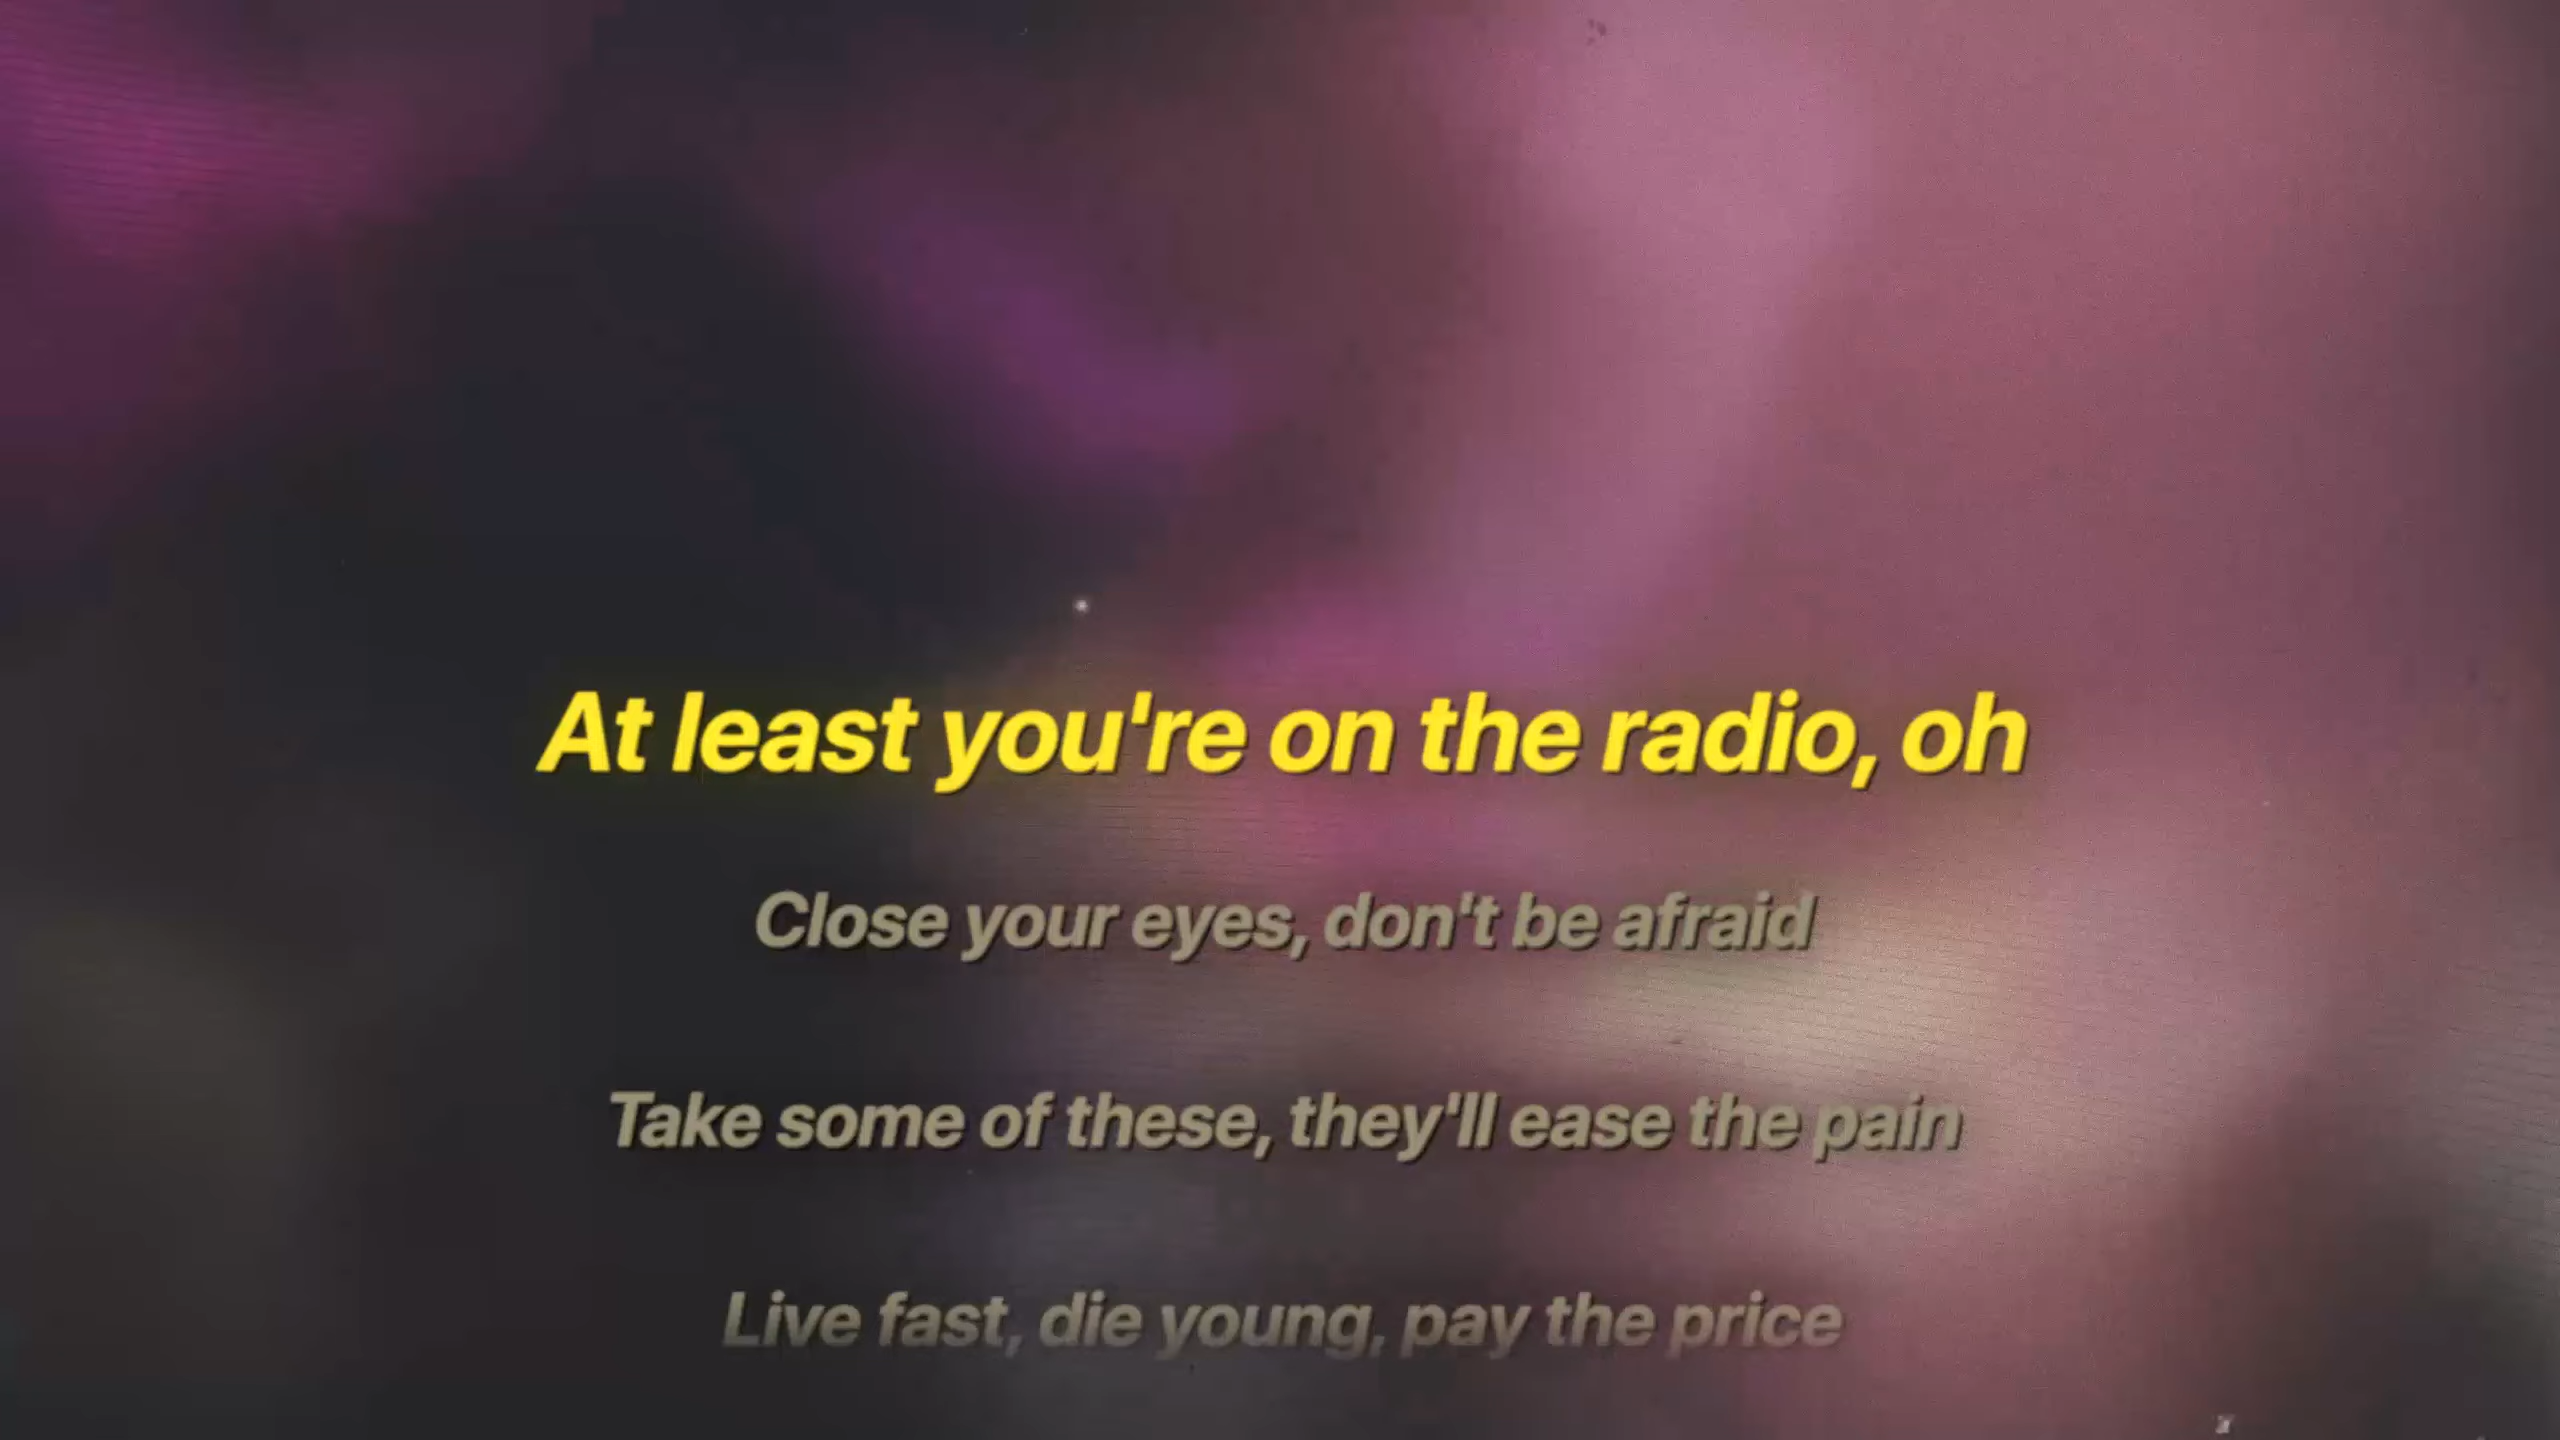 At least you're on the radio, oh
Close your eyes, don't be afraid
Take some of these, they'll ease the pain
Live fast, die young, pay the price